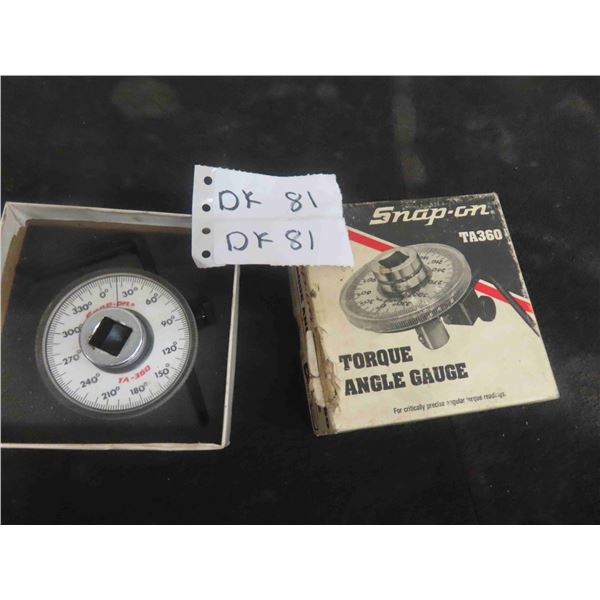 DK 81
DK 81
Snap-on
TA360
TORQUE
ANGLE GAUGE
For critically precise angular torque readings.
0° 30° 60° 90° 120° 150° 180° 210° 240° 270° 300° 330°
Snap-on
TA-360